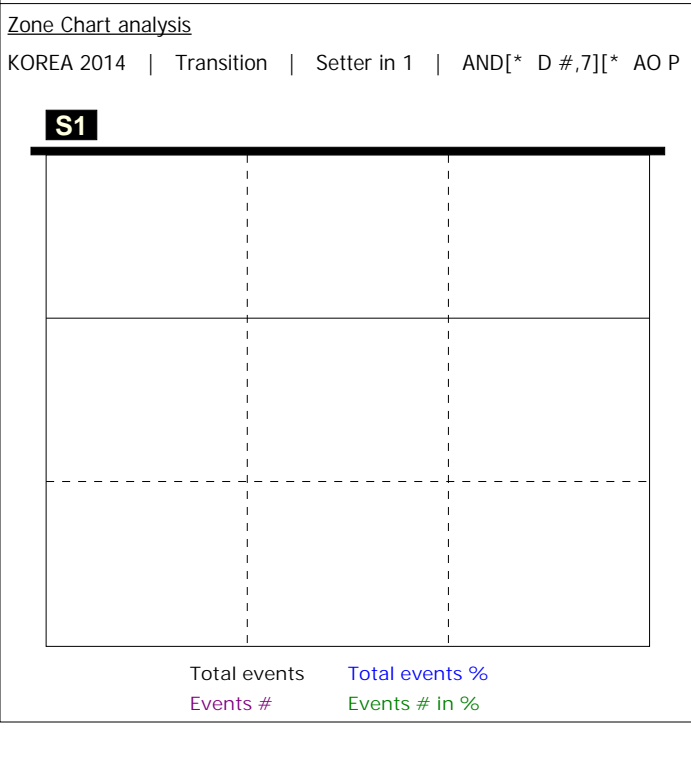 Zone Chart analysis
KOREA 2014 | Transition | Setter in 1 | AND[* D #,7][* AO P
S1
Total events Total events %
Events # Events # in %